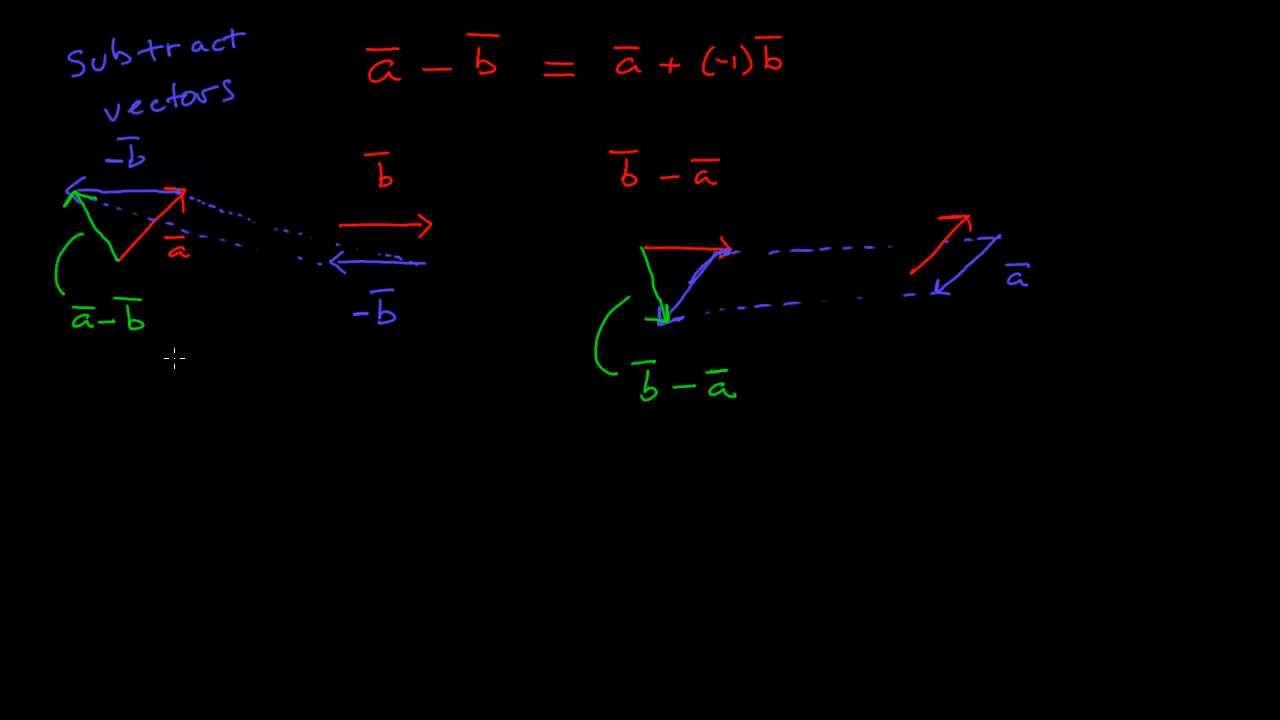 Subtract
vectors
a̅ − b̅ = a̅ + (-1) b̅
−b̅
b̅
b̅ − a̅
a̅
a̅
−b̅
a̅ − b̅
b̅ − a̅